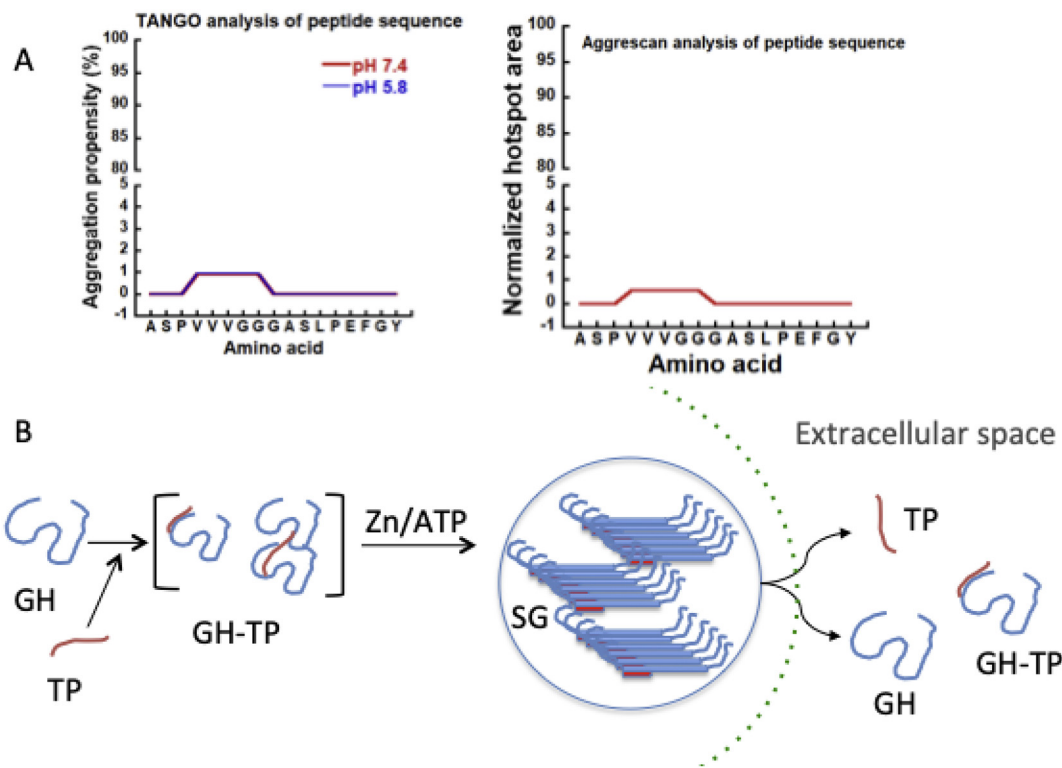 A
TANGO analysis of peptide sequence
Aggregation propensity (%)
100
95
90
85
80
5
4
3
2
1
0
-1
pH 7.4
pH 5.8
A S P V V V G G G A S L P E F G Y
Amino acid
Aggrescan analysis of peptide sequence
Normalized hotspot area
100
95
90
85
80
5
4
3
2
1
0
-1
A S P V V V G G G A S L P E F G Y
Amino acid
B
Extracellular space
GH
TP
GH-TP
Zn/ATP
SG
TP
GH-TP
GH